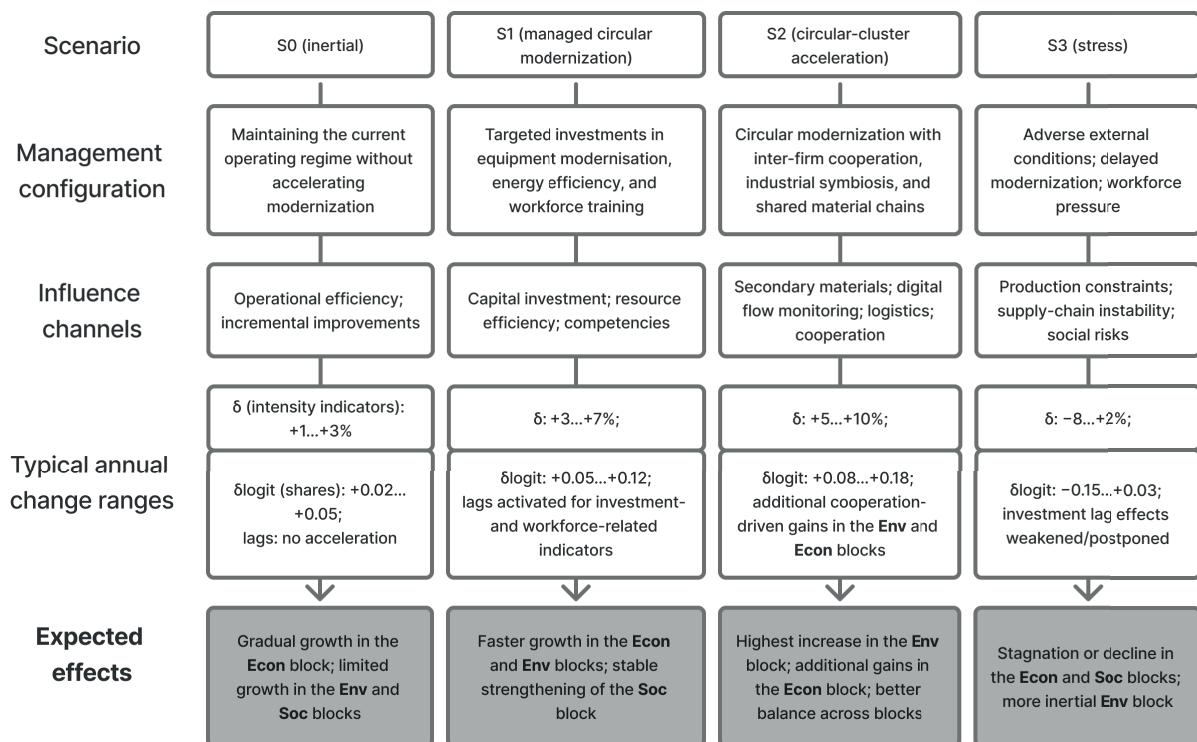 Scenario
S0 (inertial)
S1 (managed circular
modernization)
S2 (circular-cluster
acceleration)
S3 (stress)
Management
configuration
Maintaining the current
operating regime without
accelerating
modernization
Targeted investments in
equipment modernisation,
energy efficiency, and
workforce training
Circular modernization with
inter-firm cooperation,
industrial symbiosis, and
shared material chains
Adverse external
conditions; delayed
modernization; workforce
pressure
Influence
channels
Operational efficiency;
incremental improvements
Capital investment; resource
efficiency; competencies
Secondary materials; digital
flow monitoring; logistics;
cooperation
Production constraints;
supply-chain instability;
social risks
Typical annual
change ranges
δ (intensity indicators):
+1...+3%
δ: +3...+7%;
δ: +5...+10%;
δ: −8...+2%;
δlogit (shares): +0.02...
+0.05;
lags: no acceleration
δlogit: +0.05...+0.12;
lags activated for investment-
and workforce-related
indicators
δlogit: +0.08...+0.18;
additional cooperation-
driven gains in the Env and
Econ blocks
δlogit: −0.15...+0.03;
investment lag effects
weakened/postponed
Expected
effects
Gradual growth in the
Econ block; limited
growth in the Env and
Soc blocks
Faster growth in the Econ
and Env blocks; stable
strengthening of the Soc
block
Highest increase in the Env
block; additional gains in
the Econ block; better
balance across blocks
Stagnation or decline in
the Econ and Soc blocks;
more inertial Env block